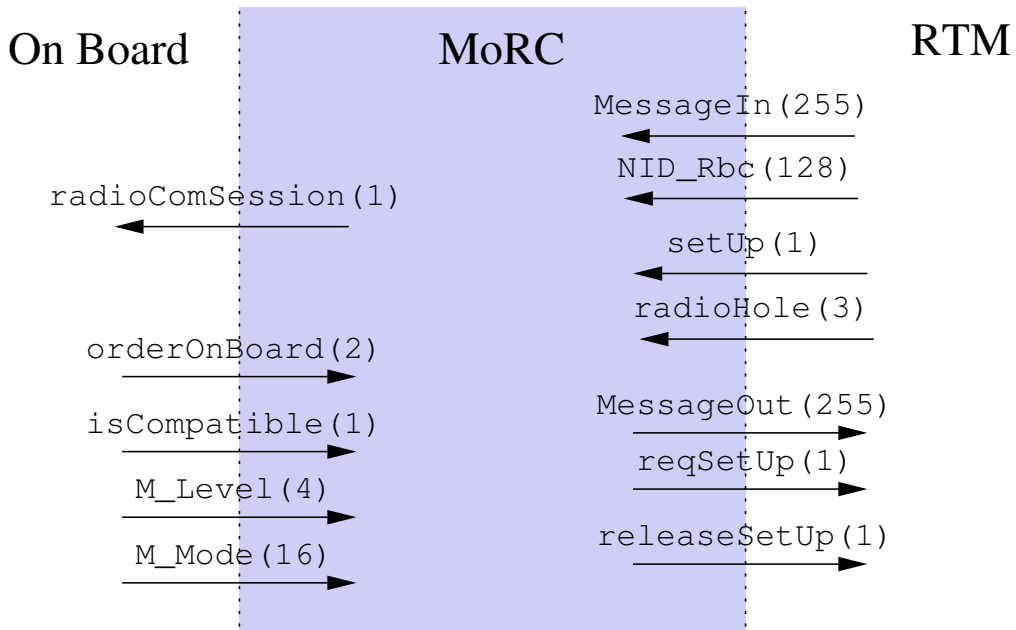 On Board
MoRC
RTM
MessageIn(255)
NID_Rbc(128)
radioComSession(1)
setUp(1)
radioHole(3)
orderOnBoard(2)
MessageOut(255)
isCompatible(1)
reqSetUp(1)
M_Level(4)
releaseSetUp(1)
M_Mode(16)